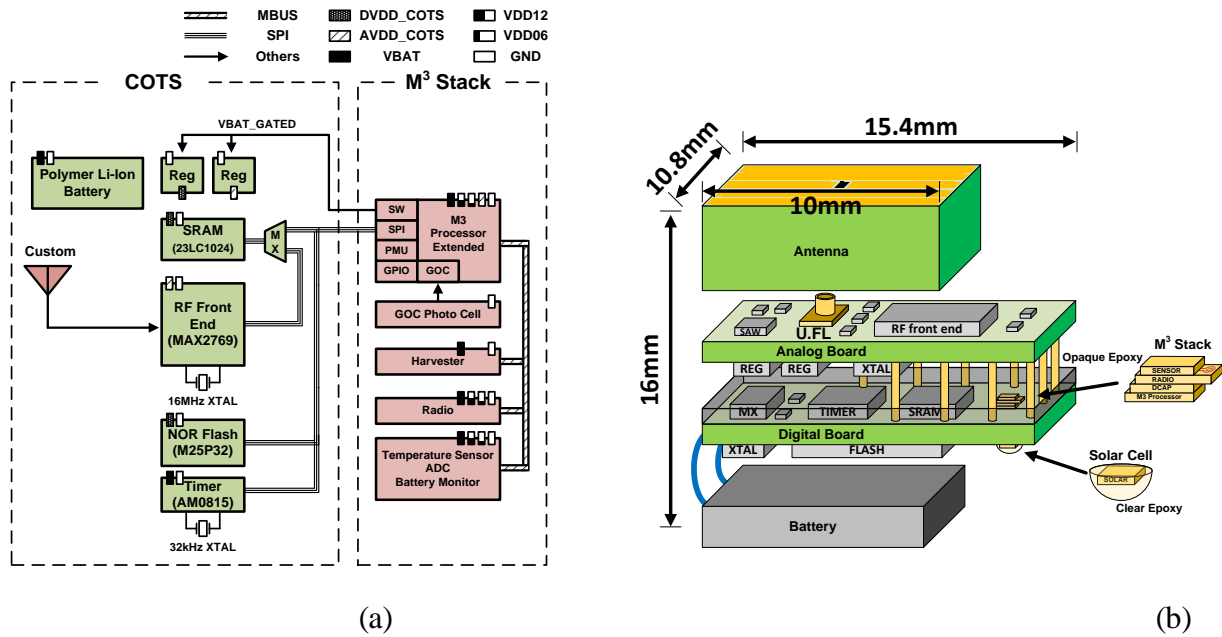 MBUS
DVDD_COTS
VDD12
SPI
AVDD_COTS
VDD06
Others
VBAT
GND
COTS
M³ Stack
VBAT_GATED
Polymer Li-Ion
Battery
Reg
Reg
SRAM
(23LC1024)
M
X
Custom
RF Front
End
(MAX2769)
16MHz XTAL
NOR Flash
(M25P32)
Timer
(AM0815)
32kHz XTAL
SW
SPI
PMU
GPIO
GOC
M3
Processor
Extended
GOC Photo Cell
Harvester
Radio
Temperature Sensor
ADC
Battery Monitor
(a)
15.4mm
10.8mm
10mm
16mm
Antenna
SAW
U.FL
RF front end
Analog Board
REG
REG
XTAL
Opaque Epoxy
M³ Stack
SENSOR
RADIO
DCAP
M3 Processor
MX
TIMER
SRAM
Digital Board
XTAL
FLASH
Solar Cell
SOLAR
Clear Epoxy
Battery
(b)